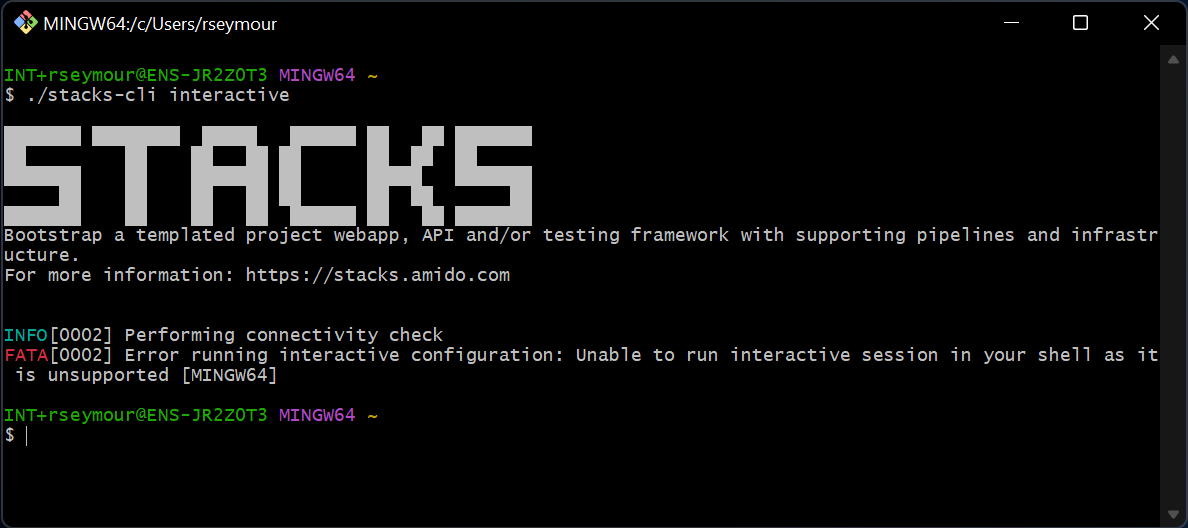 MINGW64:/c/Users/rseymour
INT+rseymour@ENS-JR2ZOT3 MINGW64 ~
$ ./stacks-cli interactive
STACKS
Bootstrap a templated project webapp, API and/or testing framework with supporting pipelines and infrastr
ucture.
For more information: https://stacks.amido.com
INFO[0002] Performing connectivity check
FATA[0002] Error running interactive configuration: Unable to run interactive session in your shell as it
 is unsupported [MINGW64]
INT+rseymour@ENS-JR2ZOT3 MINGW64 ~
$